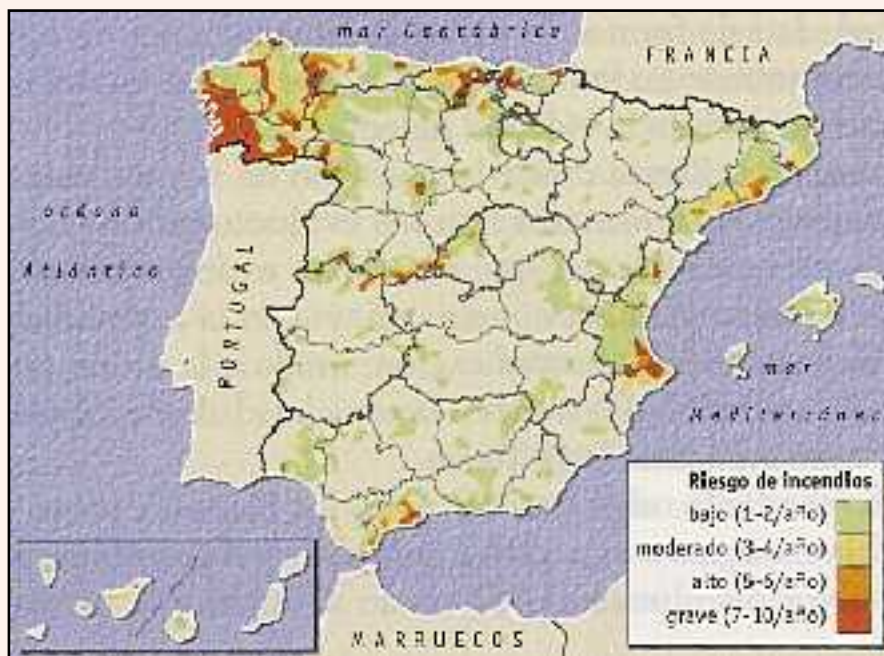 mar Cantábrico
FRANCIA
océano
Atlántico
PORTUGAL
mar
Mediterráneo
MARRUECOS
Riesgo de incendios
bajo (1-2/año)
moderado (3-4/año)
alto (5-6/año)
grave (7-10/año)